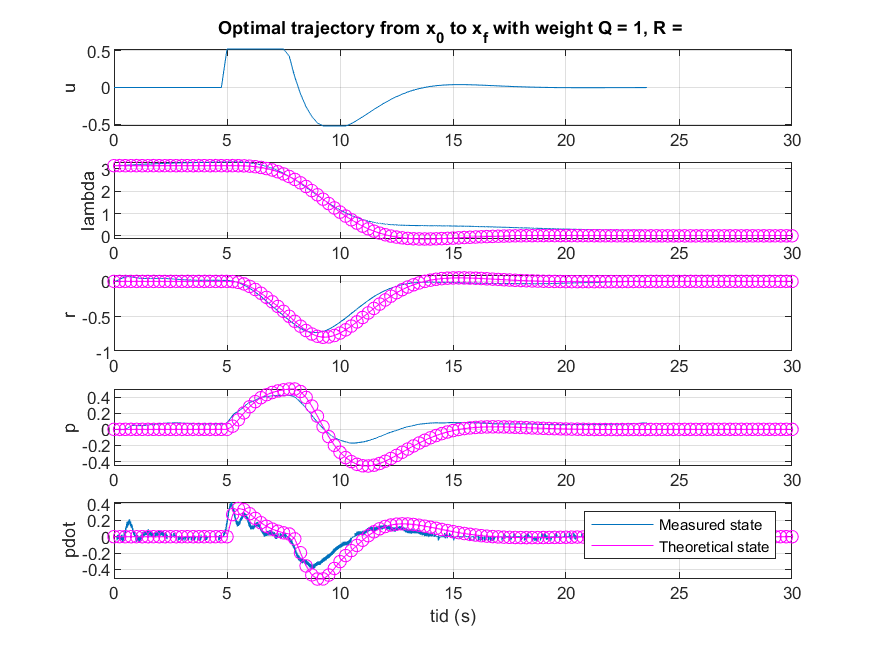 Optimal trajectory from x0 to xf with weight Q = 1, R =
0.5
0
-0.5
u
0 5 10 15 20 25 30
3
2
1
0
lambda
0 5 10 15 20 25 30
0
-0.5
-1
r
0 5 10 15 20 25 30
0.4
0.2
0
-0.2
-0.4
p
0 5 10 15 20 25 30
0.4
0.2
0
-0.2
-0.4
pdot
Measured state
Theoretical state
0 5 10 15 20 25 30
tid (s)